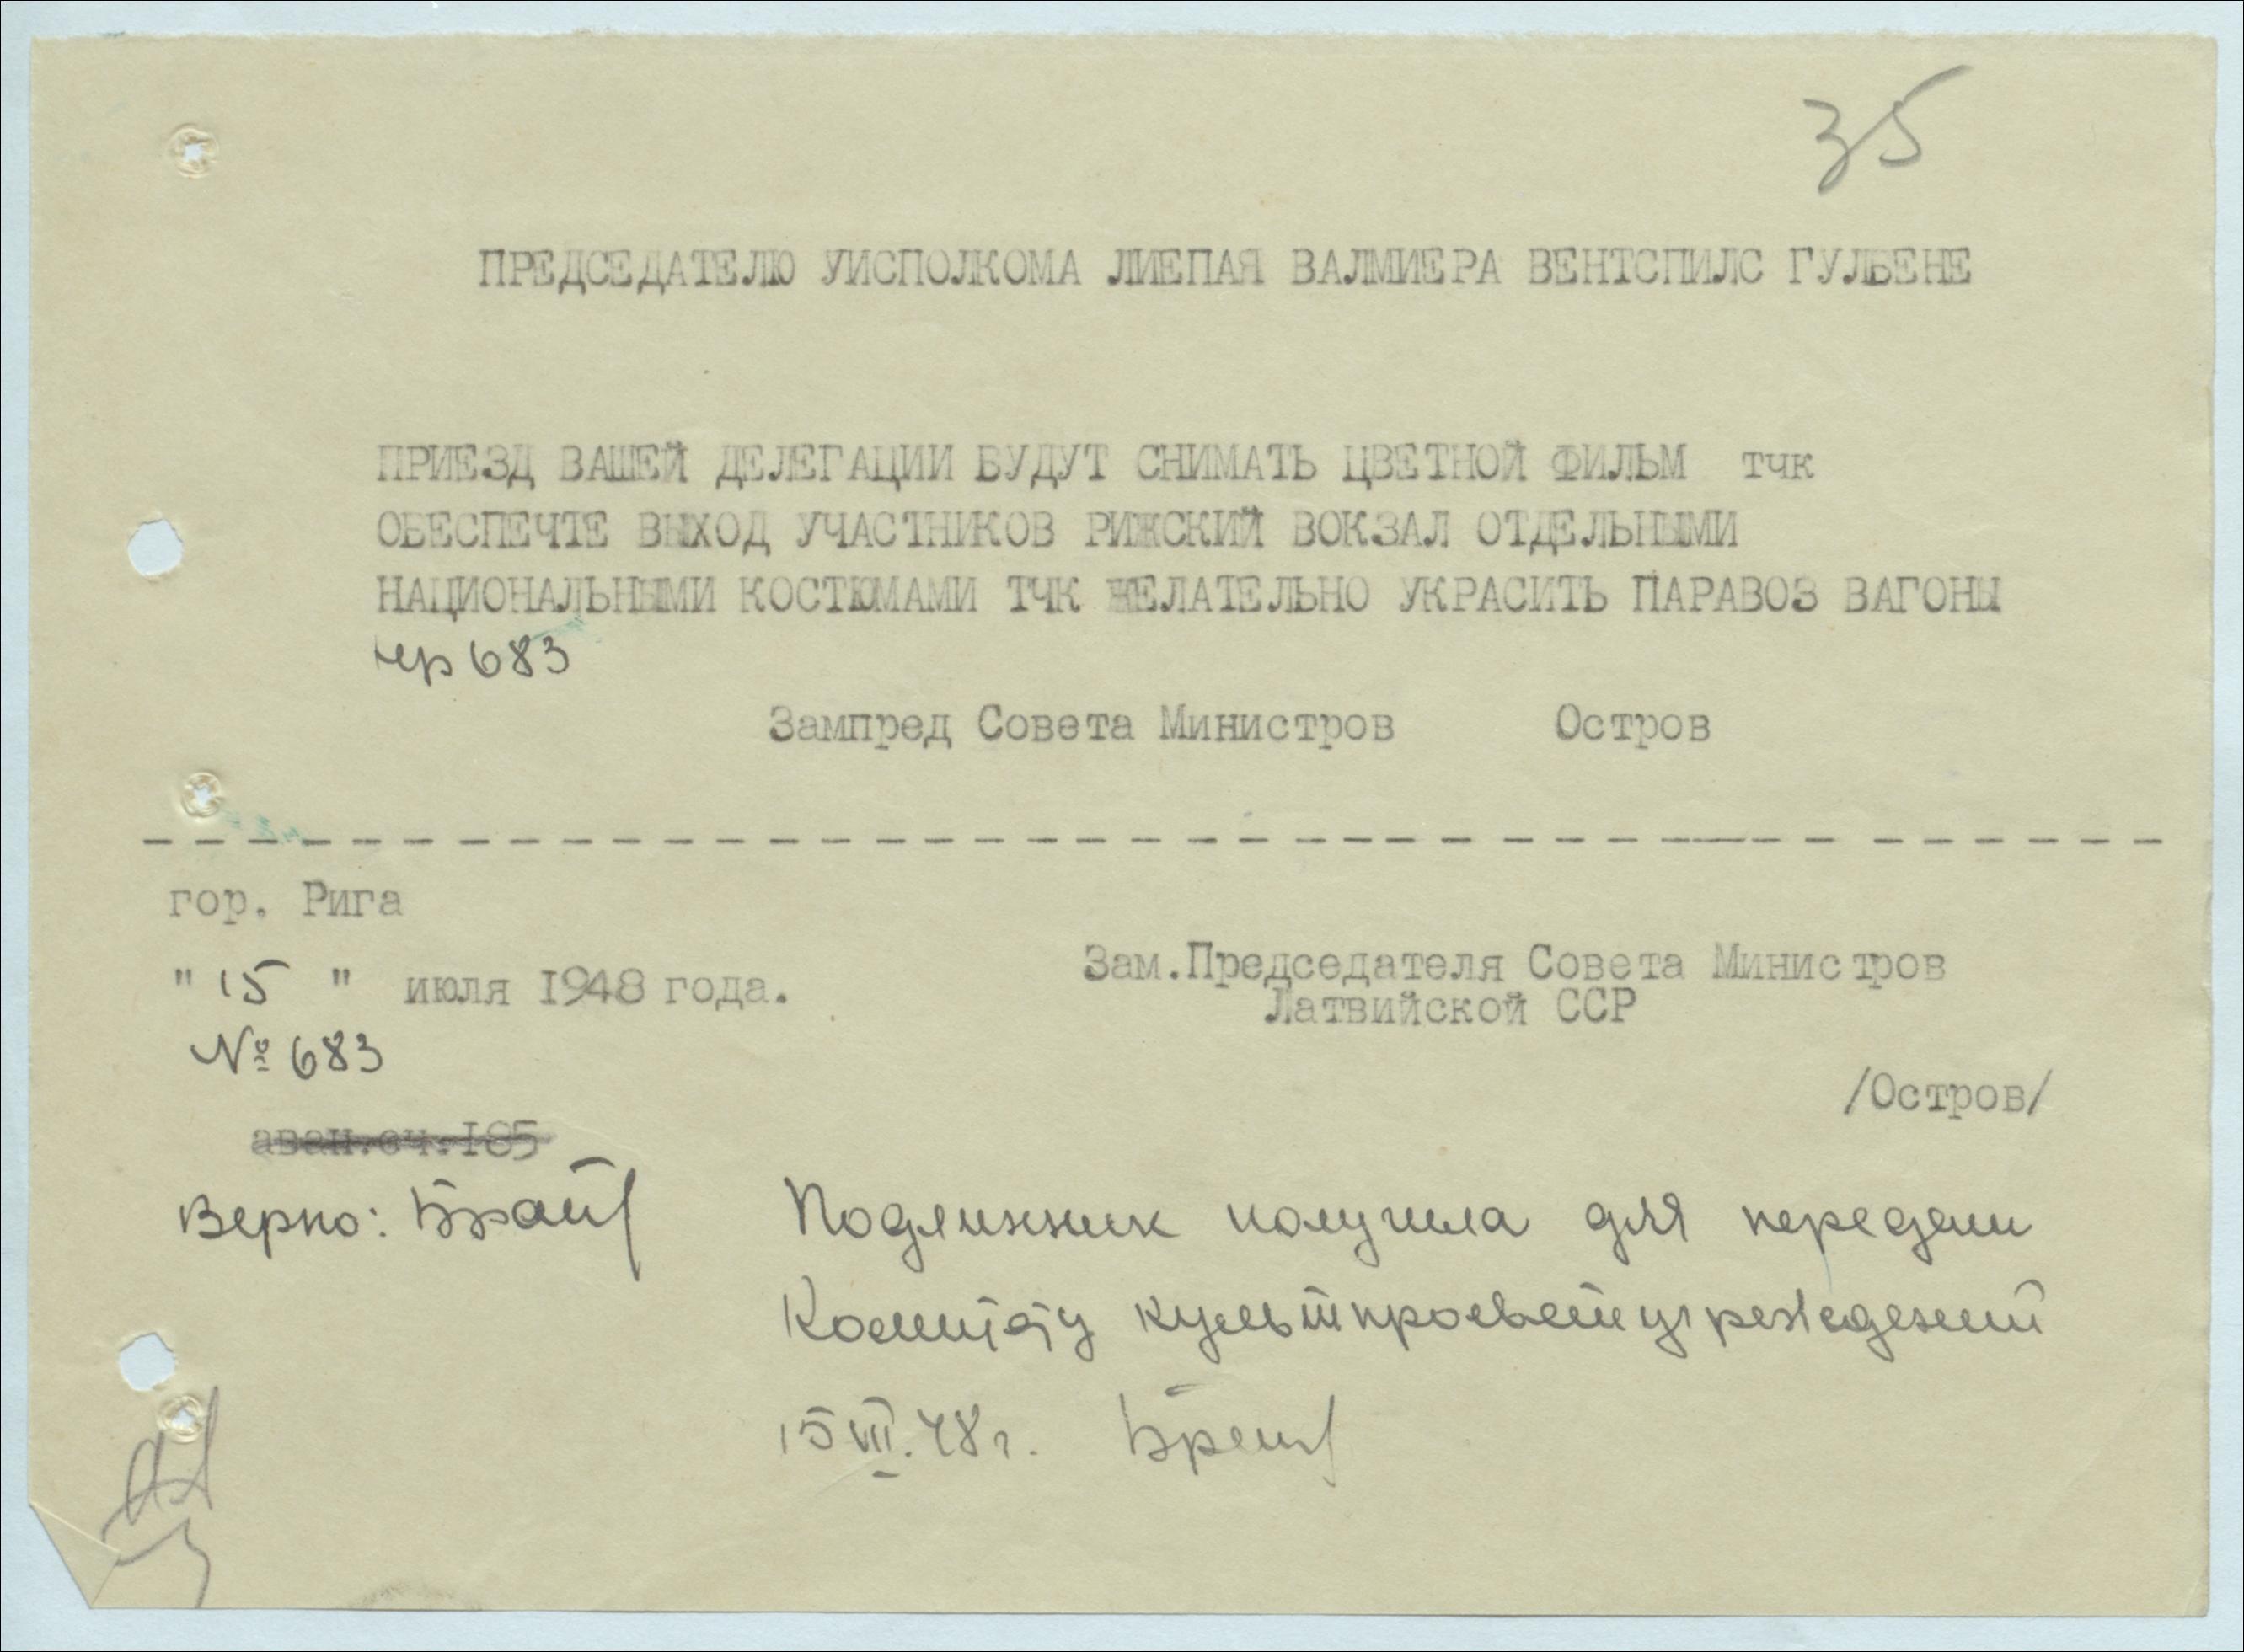 35
ПРЕДСЕДАТЕЛЮ УИСПОЛКОМА ЛИЕПАЯ ВАЛМИЕРА ВЕНТСПИЛС ГУЛБЕНЕ
ПРИЕЗД ВАШЕЙ ДЕЛЕГАЦИИ БУДУТ СНИМАТЬ ЦВЕТНОЙ ФИЛЬМ тчк
ОБЕСПЕЧТЕ ВЫХОД УЧАСТНИКОВ РИЖСКИЙ ВОКЗАЛ ОТДЕЛЬНЫМИ
НАЦИОНАЛЬНЫМИ КОСТЮМАМИ ТЧК ЖЕЛАТЕЛЬНО УКРАСИТЬ ПАРАВОЗ ВАГОНЫ
нр 683
Зампред Совета Министров Остров
гор. Рига
" 15 " июля 1948 года.
Зам.Председателя Совета Министров
Латвийской ССР
№ 683
/Остров/
аван.сч.185
Верно:
Подлинник получила для передачи
Комитету культпросветучреждений
15 VII.48 г.